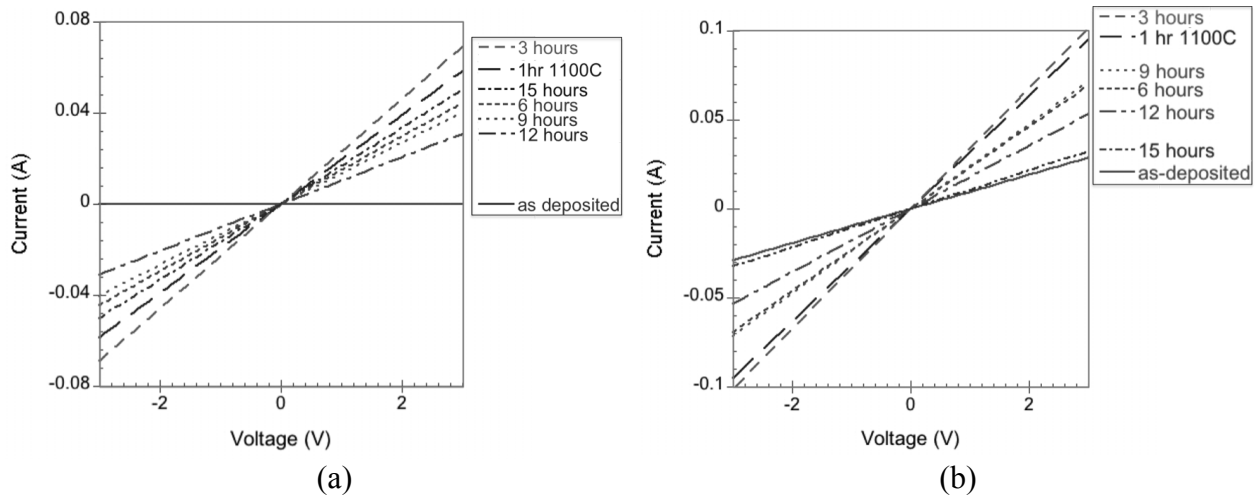 0.08
0.04
0
-0.04
-0.08
Current (A)
-2
0
2
Voltage (V)
3 hours
1hr 1100C
15 hours
6 hours
9 hours
12 hours
as deposited
(a)
0.1
0.05
0
-0.05
-0.1
Current (A)
-2
0
2
Voltage (V)
3 hours
1 hr 1100C
9 hours
6 hours
12 hours
15 hours
as-deposited
(b)